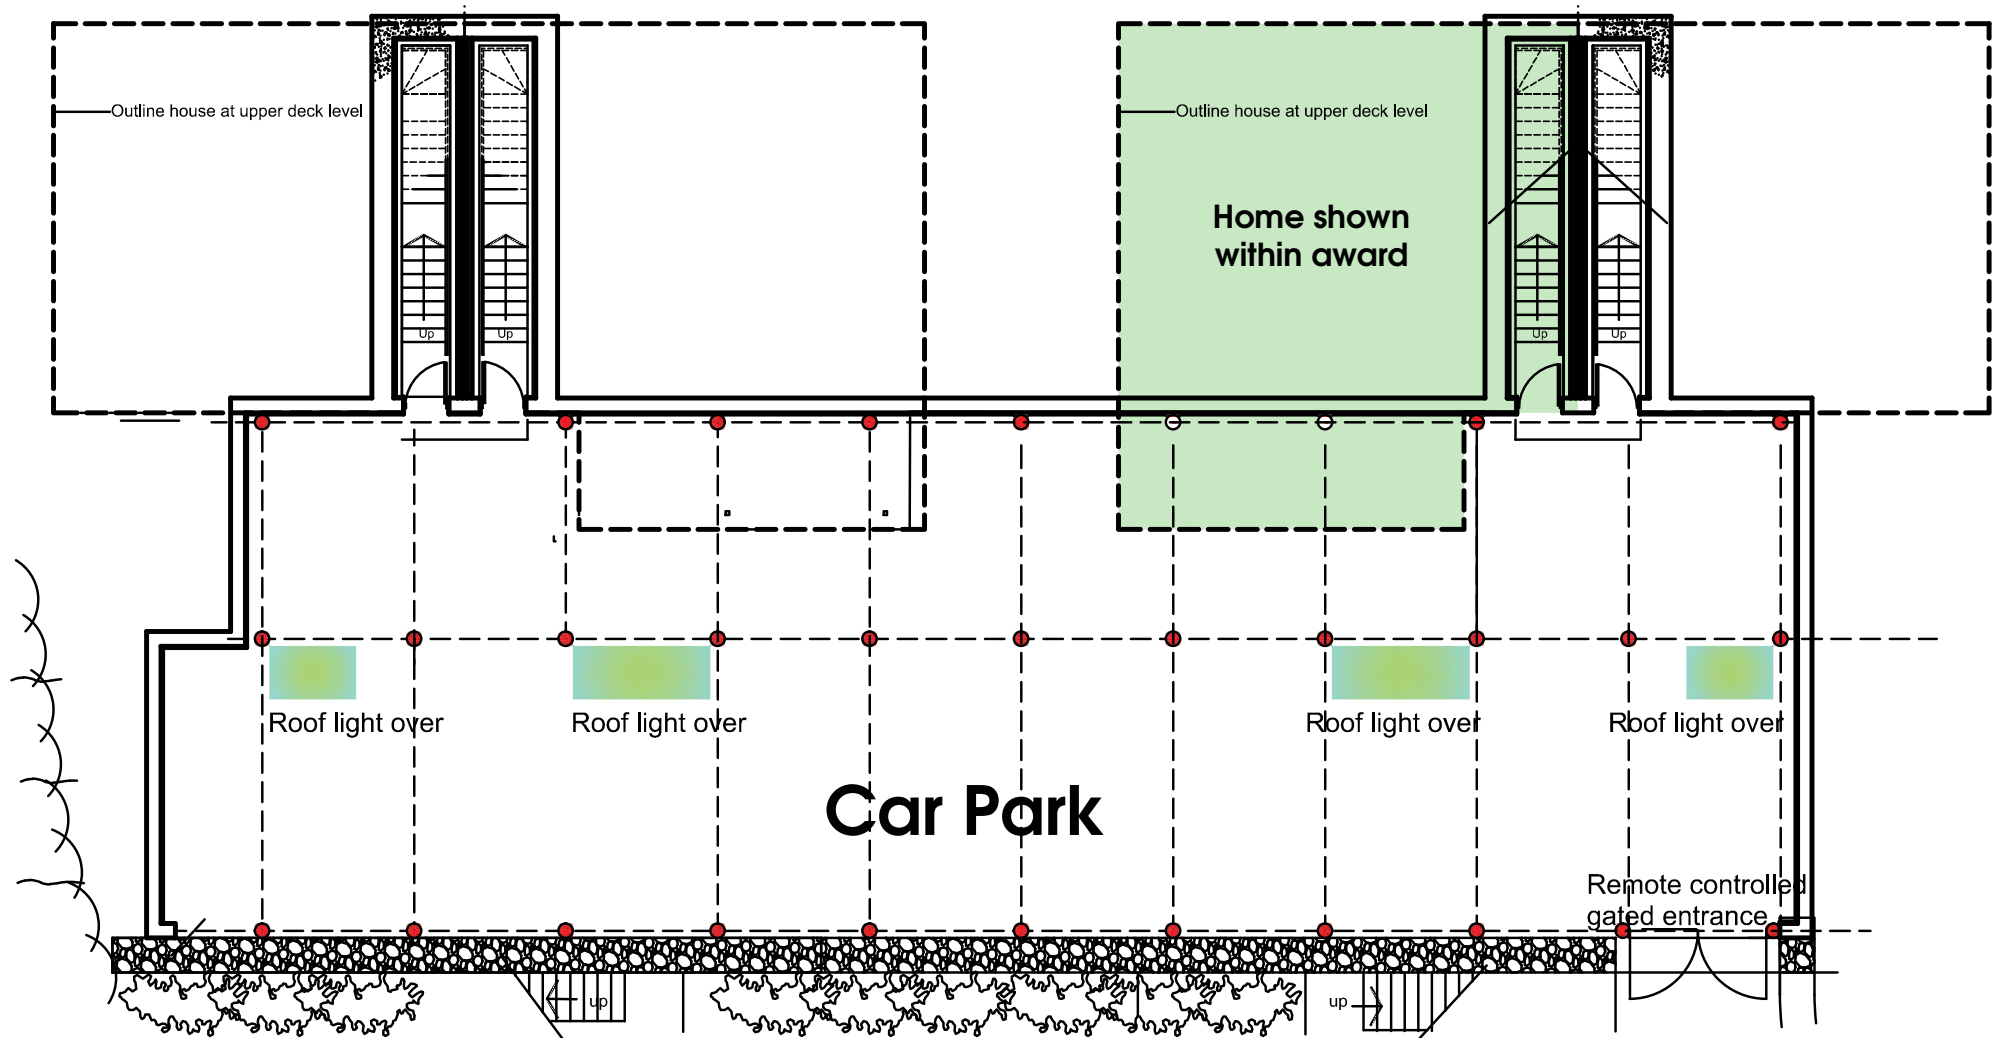 Outline house at upper deck level
Outline house at upper deck level
Home shown
within award
Up
Up
Up
Up
Roof light over
Roof light over
Roof light over
Roof light over
Car Park
Remote controlled
gated entrance
up
up